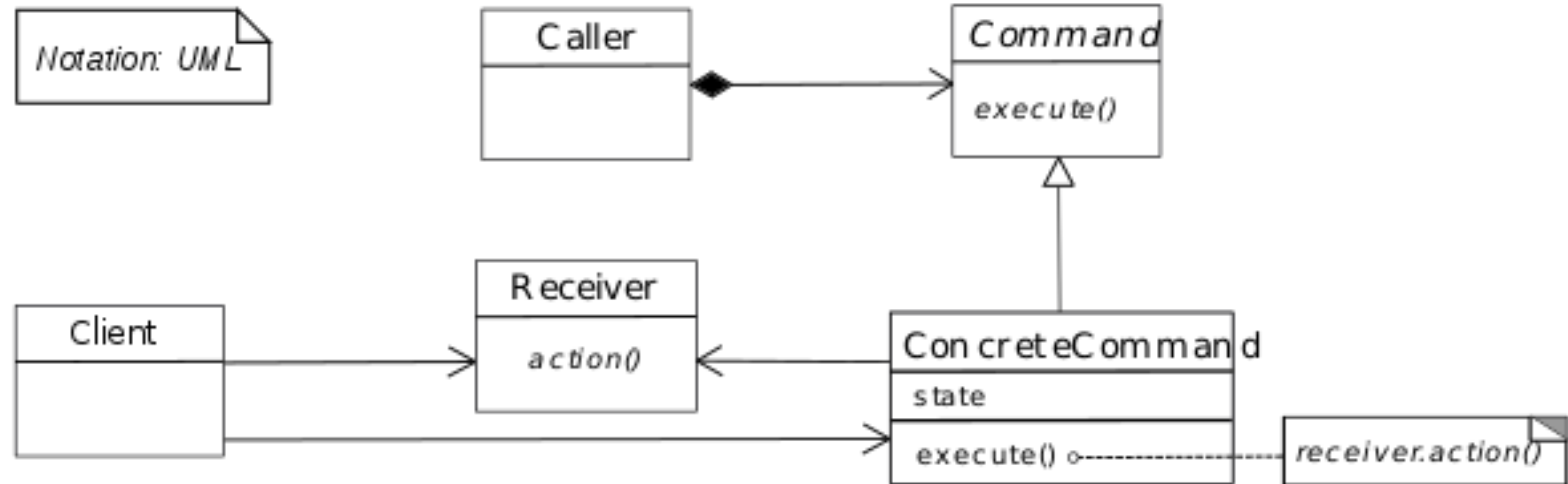 Notation: UML
Caller
Command
execute()
Receiver
action()
Client
ConcreteCommand
state
execute()
receiver.action()